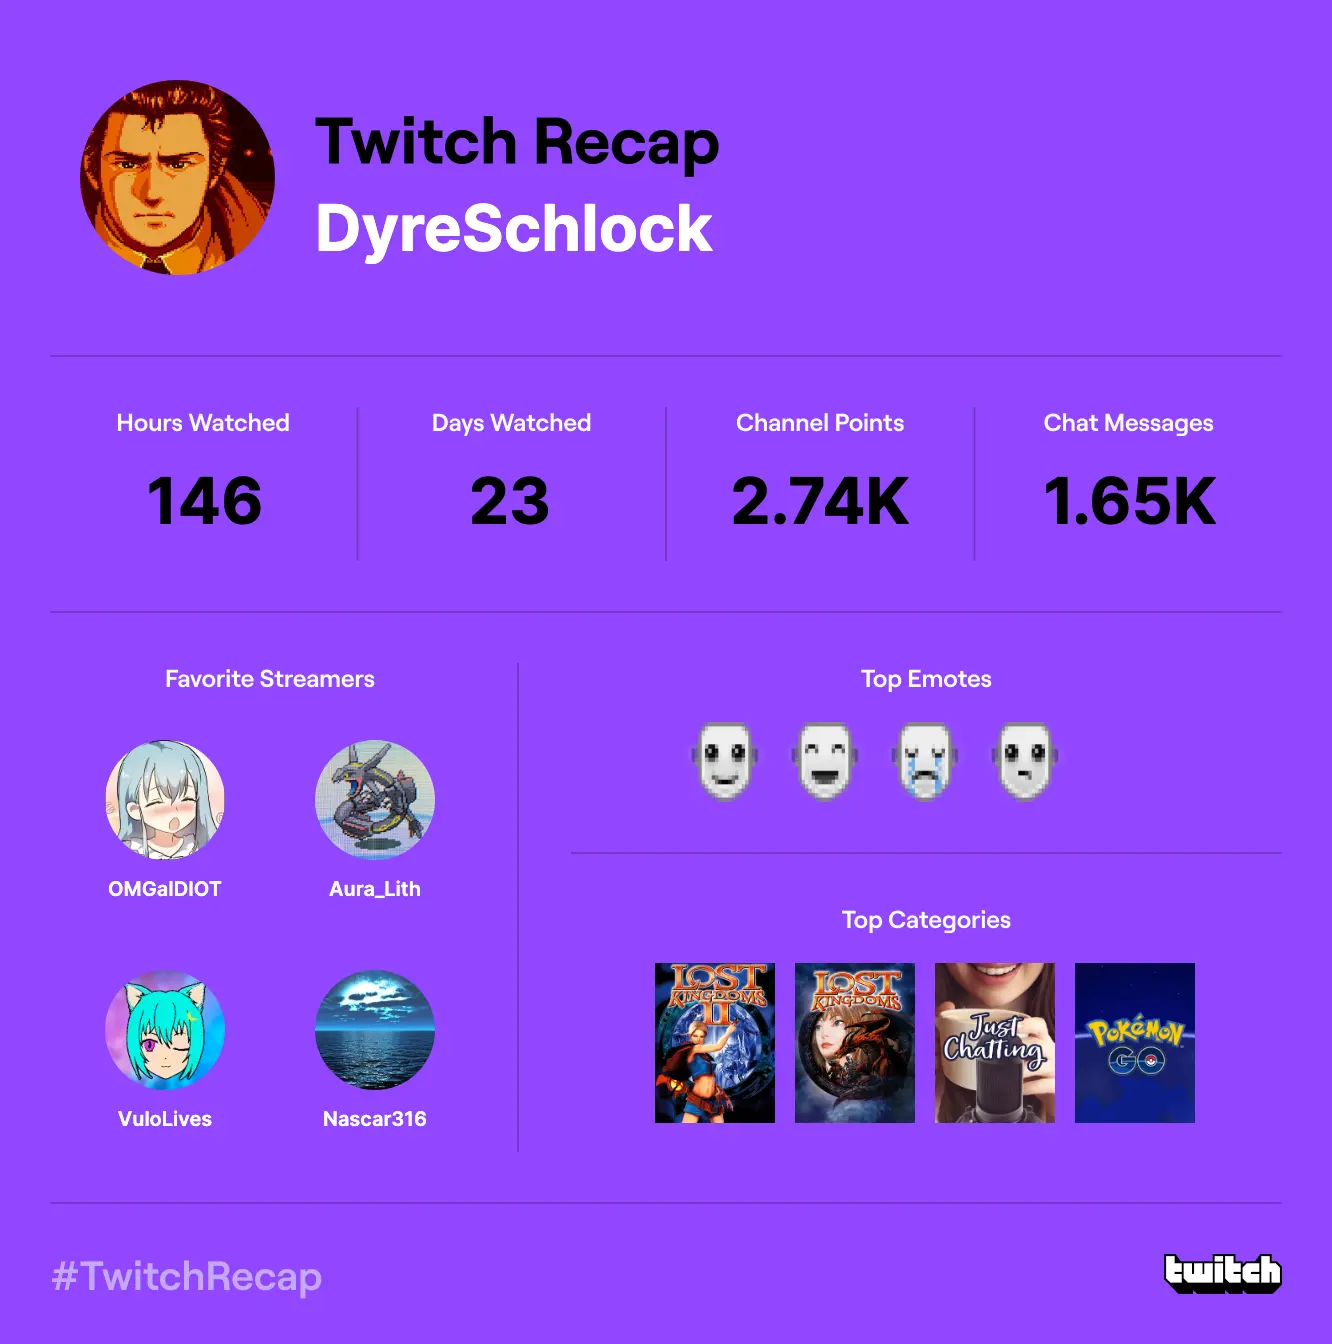 Twitch Recap
DyreSchlock
Hours Watched
146
Days Watched
23
Channel Points
2.74K
Chat Messages
1.65K
Favorite Streamers
OMGaIDIOT
Aura_Lith
VuloLives
Nascar316
Top Emotes
Top Categories
LOST
KINGDOMS
II
LOST
KINGDOMS
Just
Chatting
POKéMON
GO
#TwitchRecap
twitch